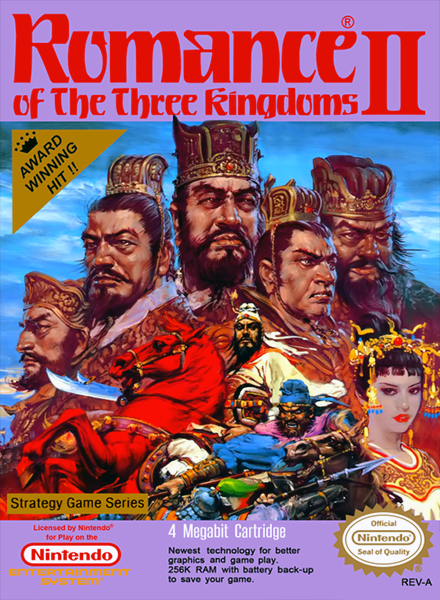 Romance®
of The Three Kingdoms II
AWARD
WINNING
HIT !!
Strategy Game Series
Licensed by Nintendo®
for Play on the
Nintendo
ENTERTAINMENT
SYSTEM®
4 Megabit Cartridge
Newest technology for better
graphics and game play.
256K RAM with battery back-up
to save your game.
Official
Nintendo
Seal of Quality
REV-A